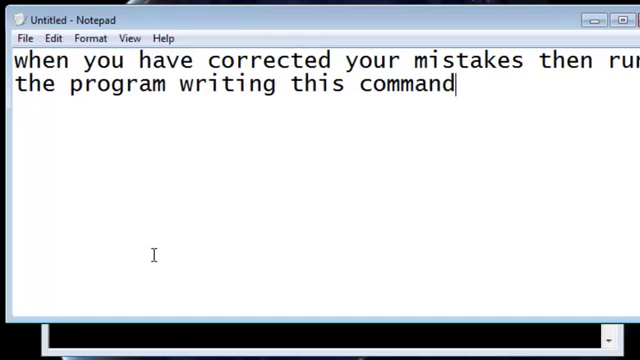 Untitled - Notepad
File Edit Format View Help
when you have corrected your mistakes then run
the program writing this command